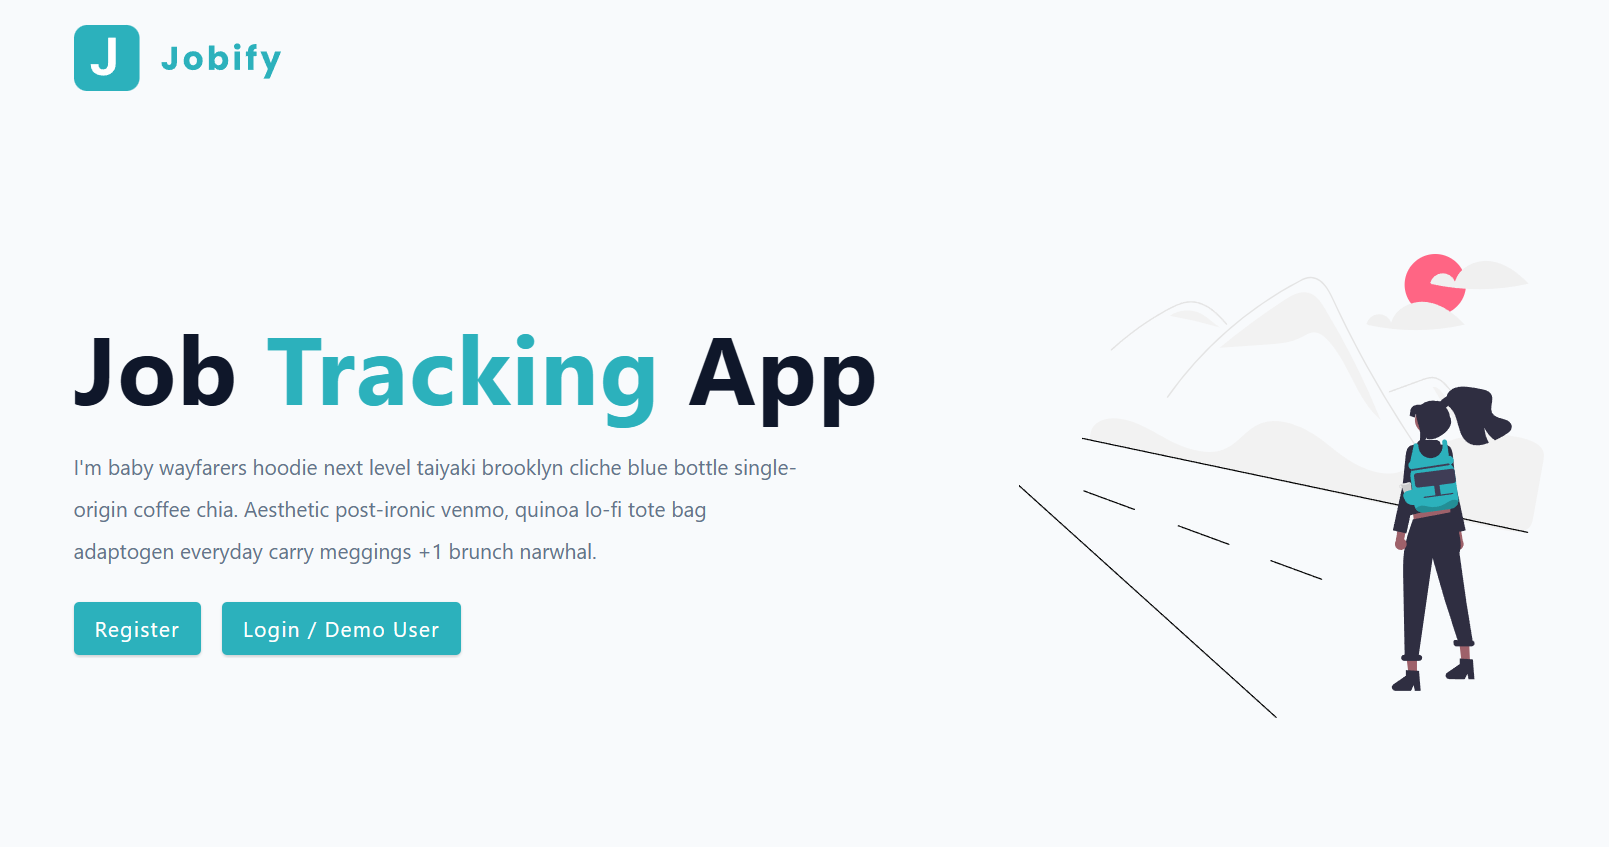 J Jobify
Job Tracking App
I'm baby wayfarers hoodie next level taiyaki brooklyn cliche blue bottle single-
origin coffee chia. Aesthetic post-ironic venmo, quinoa lo-fi tote bag
adaptogen everyday carry meggings +1 brunch narwhal.
Register Login / Demo User